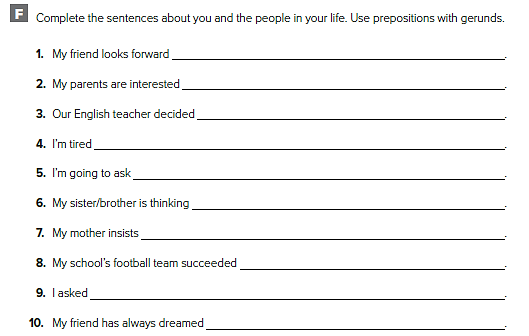 F Complete the sentences about you and the people in your life. Use prepositions with gerunds.
1. My friend looks forward .
2. My parents are interested .
3. Our English teacher decided .
4. I'm tired .
5. I'm going to ask .
6. My sister/brother is thinking .
7. My mother insists .
8. My school's football team succeeded .
9. I asked .
10. My friend has always dreamed .